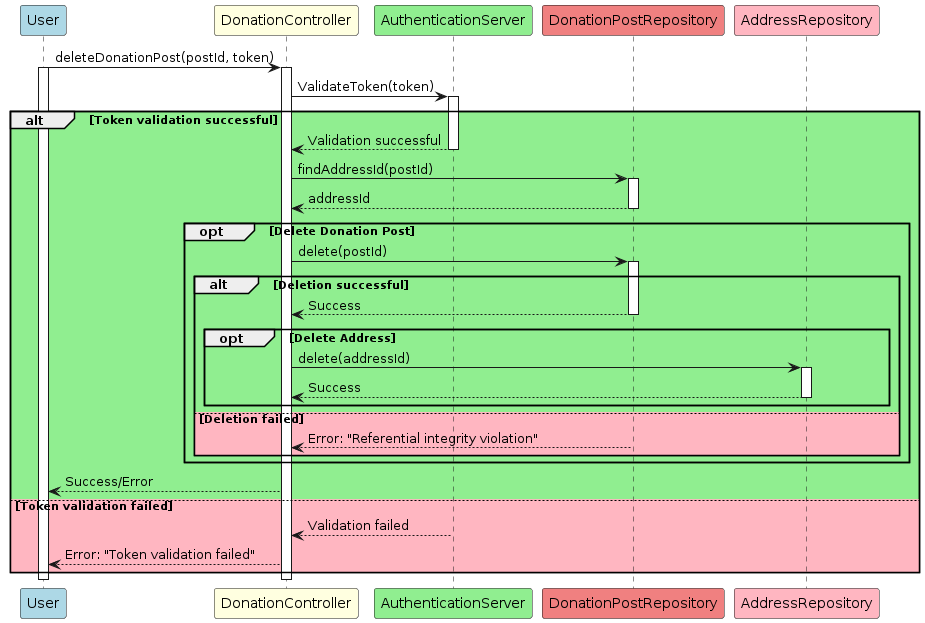 User DonationController AuthenticationServer DonationPostRepository AddressRepository
deleteDonationPost(postId, token)
ValidateToken(token)
alt [Token validation successful]
Validation successful
findAddressId(postId)
addressId
opt [Delete Donation Post]
delete(postId)
alt [Deletion successful]
Success
opt [Delete Address]
delete(addressId)
Success
[Deletion failed]
Error: "Referential integrity violation"
Success/Error
[Token validation failed]
Validation failed
Error: "Token validation failed"
User DonationController AuthenticationServer DonationPostRepository AddressRepository